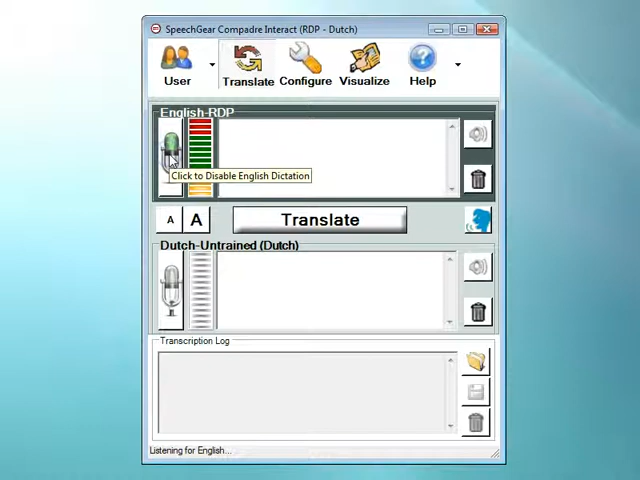 SpeechGear Compadre Interact (RDP - Dutch)
User
Translate
Configure
Visualize
Help
English-RDP
Click to Disable English Dictation
A
A
Translate
Dutch-Untrained (Dutch)
Transcription Log
Listening for English...